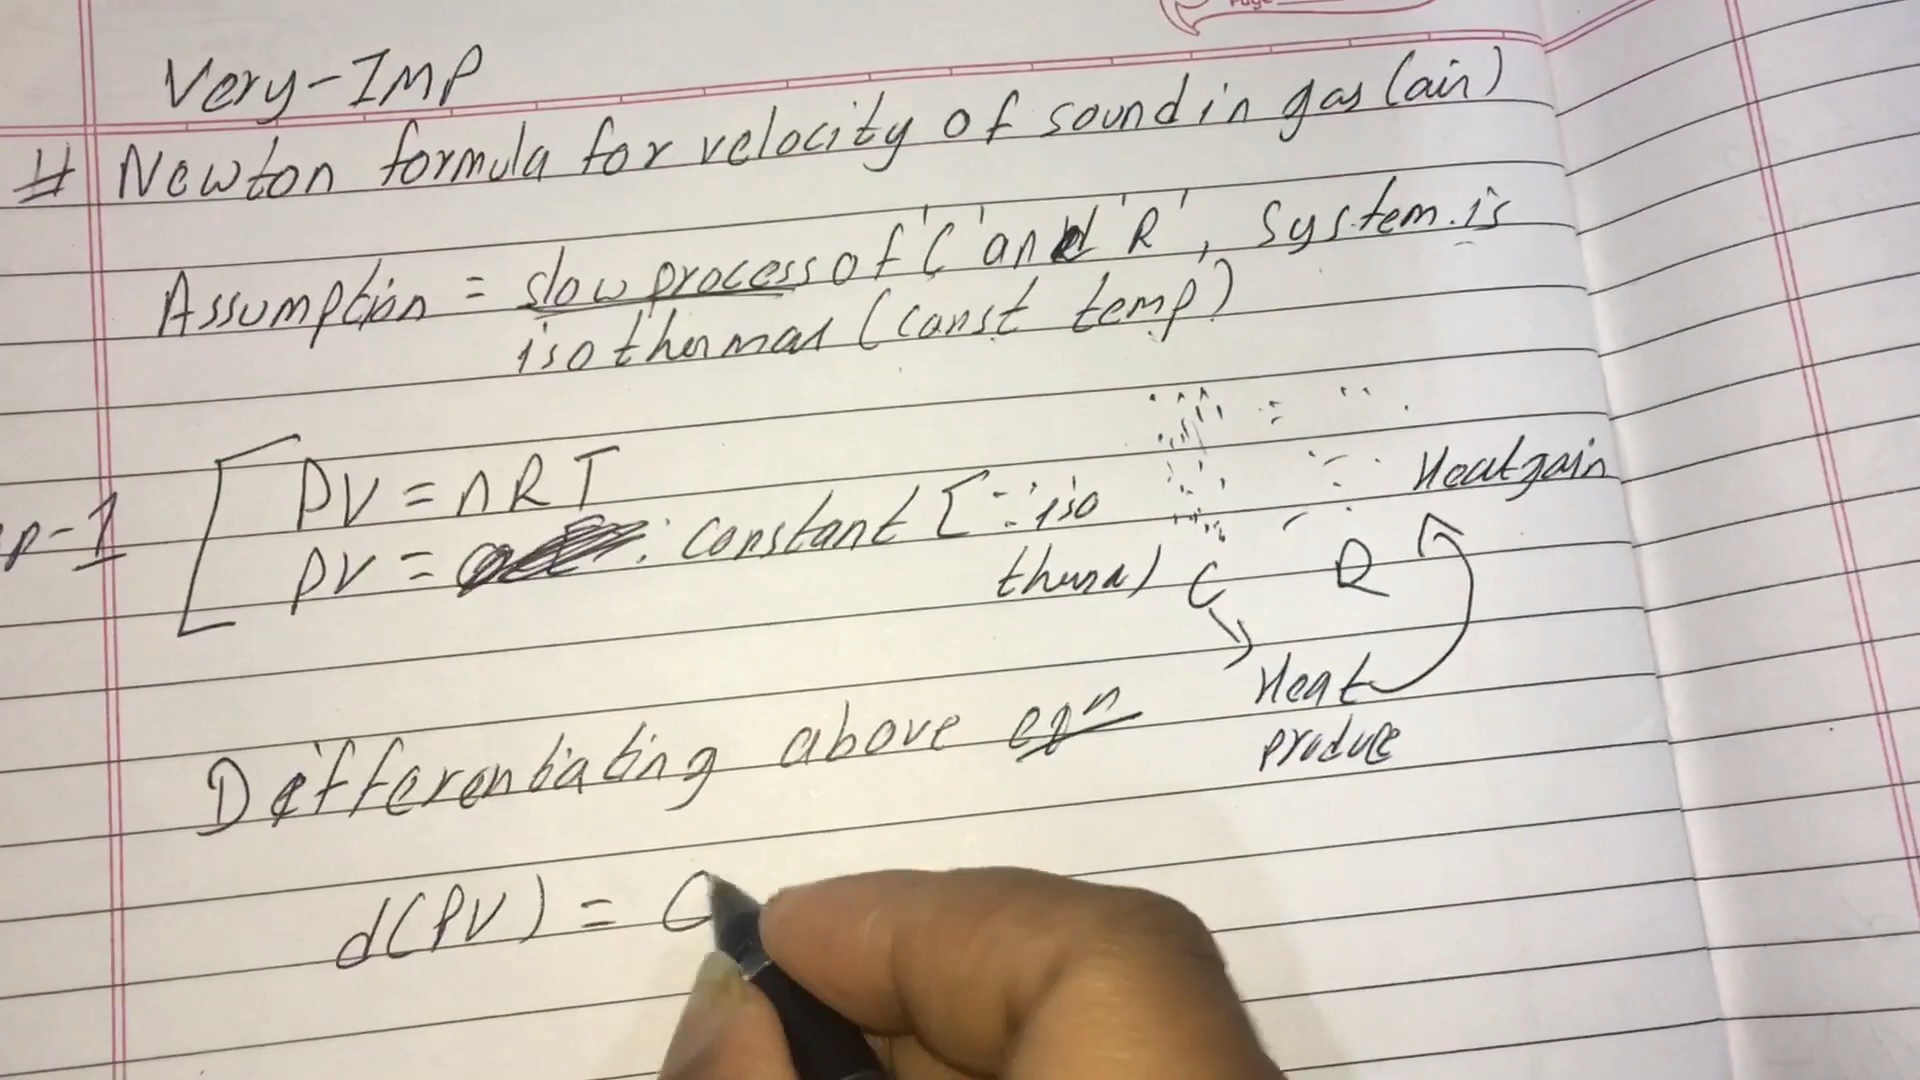 Very-IMP
# Newton formula for velocity of sound in gas (air)
Assumption = slow process of 'C' and 'R', System is
isothermal (const temp)
p-1
PV = nRT
PV = : constant [∵ iso
thermal
C
R
Heat gain
Heat
produce
Differentiating above eqn
d(PV) =